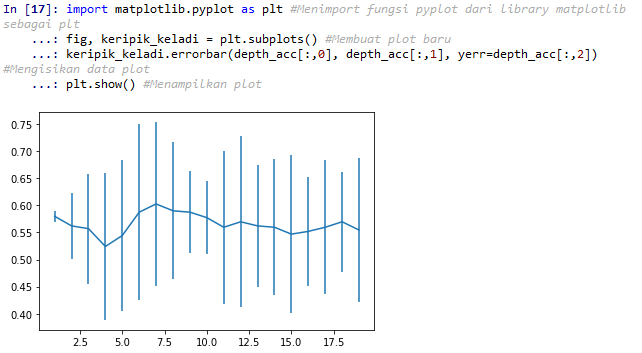 In [17]: import matplotlib.pyplot as plt #Menimport fungsi pyplot dari library matplotlib
sebagai plt
...: fig, keripik_keladi = plt.subplots() #Membuat plot baru
...: keripik_keladi.errorbar(depth_acc[:,0], depth_acc[:,1], yerr=depth_acc[:,2])
#Mengisikan data plot
...: plt.show() #Menampilkan plot
0.75
0.70
0.65
0.60
0.55
0.50
0.45
0.40
2.5 5.0 7.5 10.0 12.5 15.0 17.5